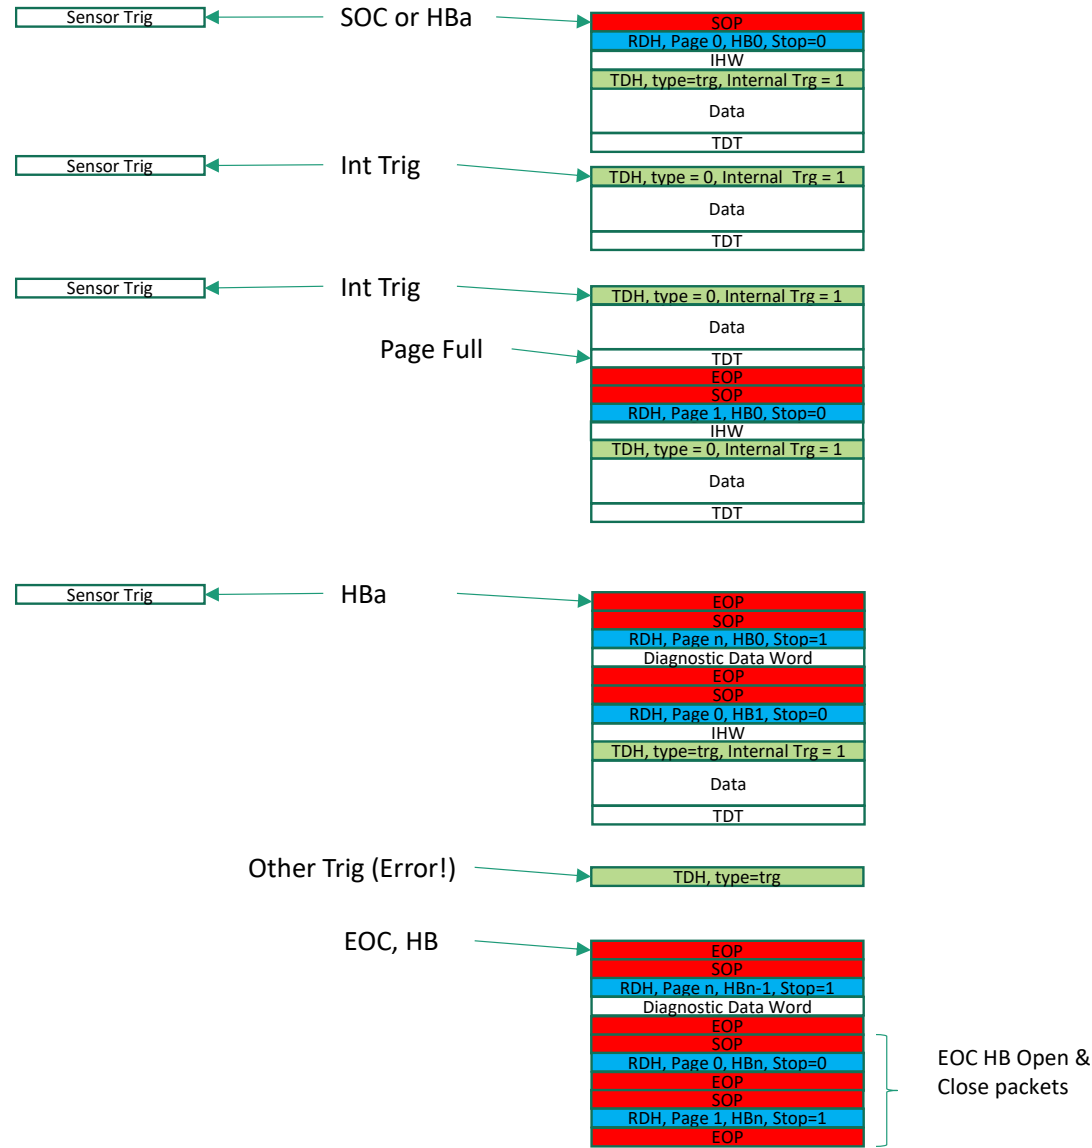 Sensor Trig
SOC or HBa
SOP
RDH, Page 0, HB0, Stop=0
IHW
TDH, type=trg, Internal Trg = 1
Data
TDT
Sensor Trig
Int Trig
TDH, type = 0, Internal  Trg = 1
Data
TDT
Sensor Trig
Int Trig
TDH, type = 0, Internal Trg = 1
Data
Page Full
TDT
EOP
SOP
RDH, Page 1, HB0, Stop=0
IHW
TDH, type = 0, Internal Trg = 1
Data
TDT
Sensor Trig
HBa
EOP
SOP
RDH, Page n, HB0, Stop=1
Diagnostic Data Word
EOP
SOP
RDH, Page 0, HB1, Stop=0
IHW
TDH, type=trg, Internal Trg = 1
Data
TDT
Other Trig (Error!)
TDH, type=trg
EOC, HB
EOP
SOP
RDH, Page n, HBn-1, Stop=1
Diagnostic Data Word
EOP
SOP
RDH, Page 0, HBn, Stop=0
EOP
SOP
RDH, Page 1, HBn, Stop=1
EOP
EOC HB Open &
Close packets